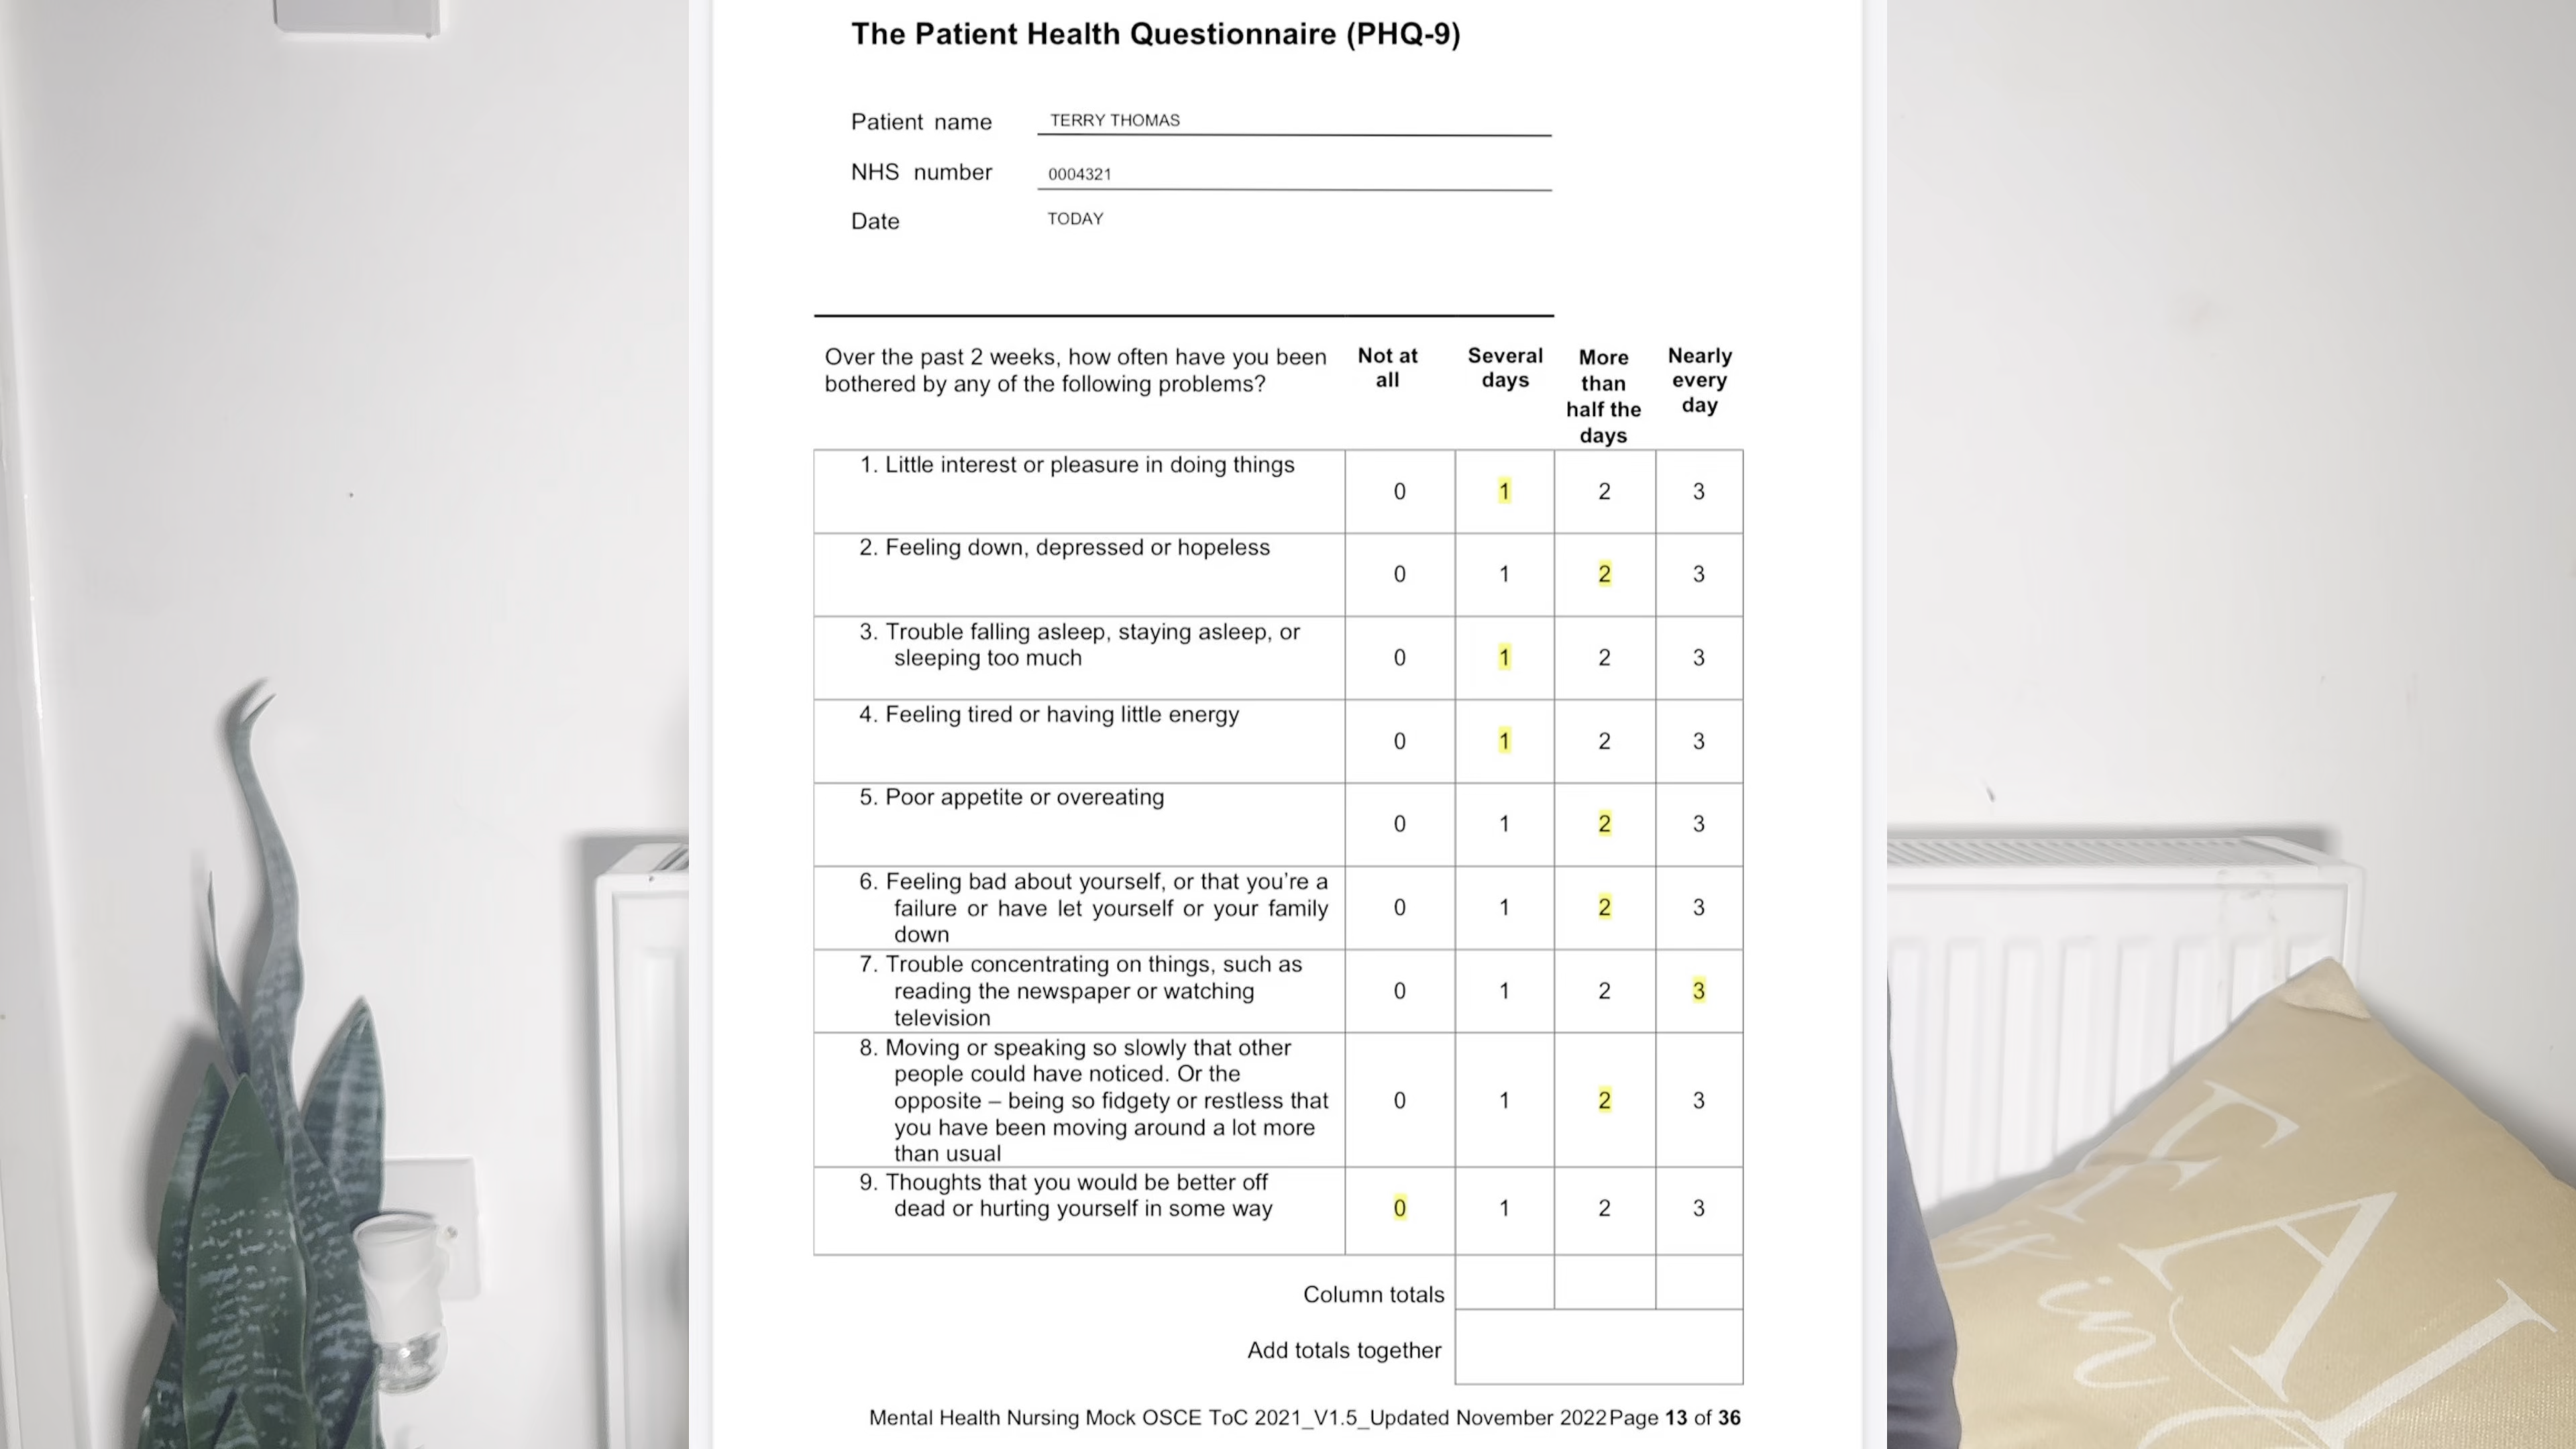 The Patient Health Questionnaire (PHQ-9)
Patient name TERRY THOMAS
NHS number 0004321
Date TODAY
Over the past 2 weeks, how often have you been
bothered by any of the following problems?
Not at
all
Several
days
More
than
half the
days
Nearly
every
day
1. Little interest or pleasure in doing things
0 1 2 3
2. Feeling down, depressed or hopeless
0 1 2 3
3. Trouble falling asleep, staying asleep, or
sleeping too much
0 1 2 3
4. Feeling tired or having little energy
0 1 2 3
5. Poor appetite or overeating
0 1 2 3
6. Feeling bad about yourself, or that you’re a
failure or have let yourself or your family
down
0 1 2 3
7. Trouble concentrating on things, such as
reading the newspaper or watching
television
0 1 2 3
8. Moving or speaking so slowly that other
people could have noticed. Or the
opposite – being so fidgety or restless that
you have been moving around a lot more
than usual
0 1 2 3
9. Thoughts that you would be better off
dead or hurting yourself in some way
0 1 2 3
Column totals
Add totals together
Mental Health Nursing Mock OSCE ToC 2021_V1.5_Updated November 2022Page 13 of 36
in